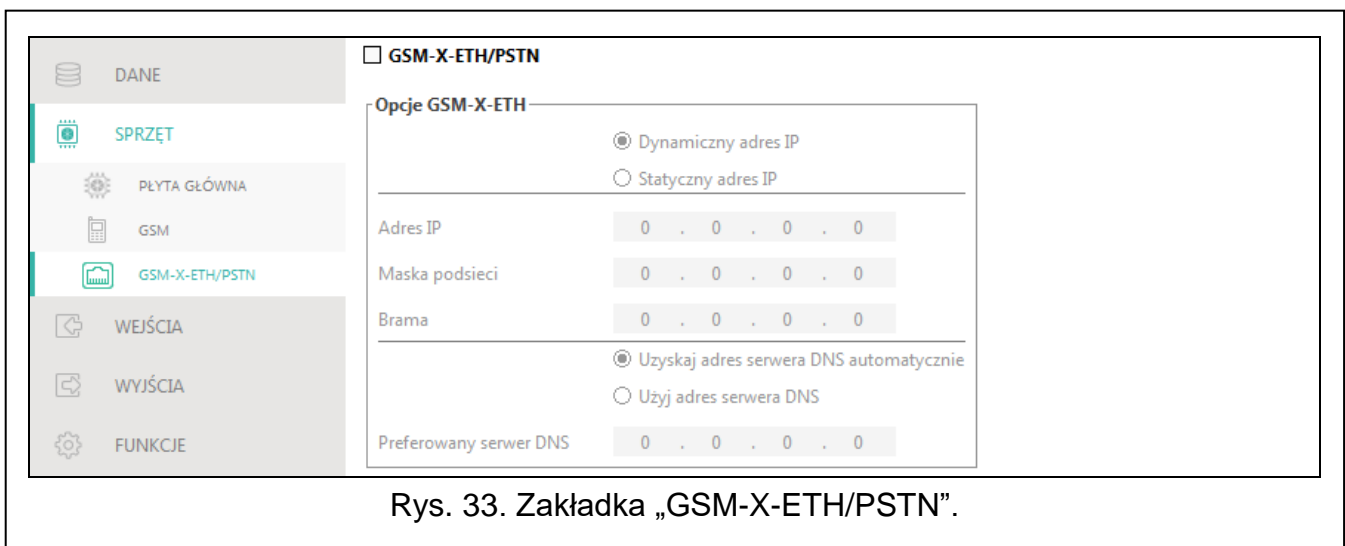 DANE
SPRZĘT
PŁYTA GŁÓWNA
GSM
GSM-X-ETH/PSTN
WEJŚCIA
WYJŚCIA
FUNKCJE
GSM-X-ETH/PSTN
Opcje GSM-X-ETH
Dynamiczny adres IP
Statyczny adres IP
Adres IP 0 . 0 . 0 . 0
Maska podsieci 0 . 0 . 0 . 0
Brama 0 . 0 . 0 . 0
Uzyskaj adres serwera DNS automatycznie
Użyj adres serwera DNS
Preferowany serwer DNS 0 . 0 . 0 . 0
Rys. 33. Zakładka „GSM-X-ETH/PSTN”.